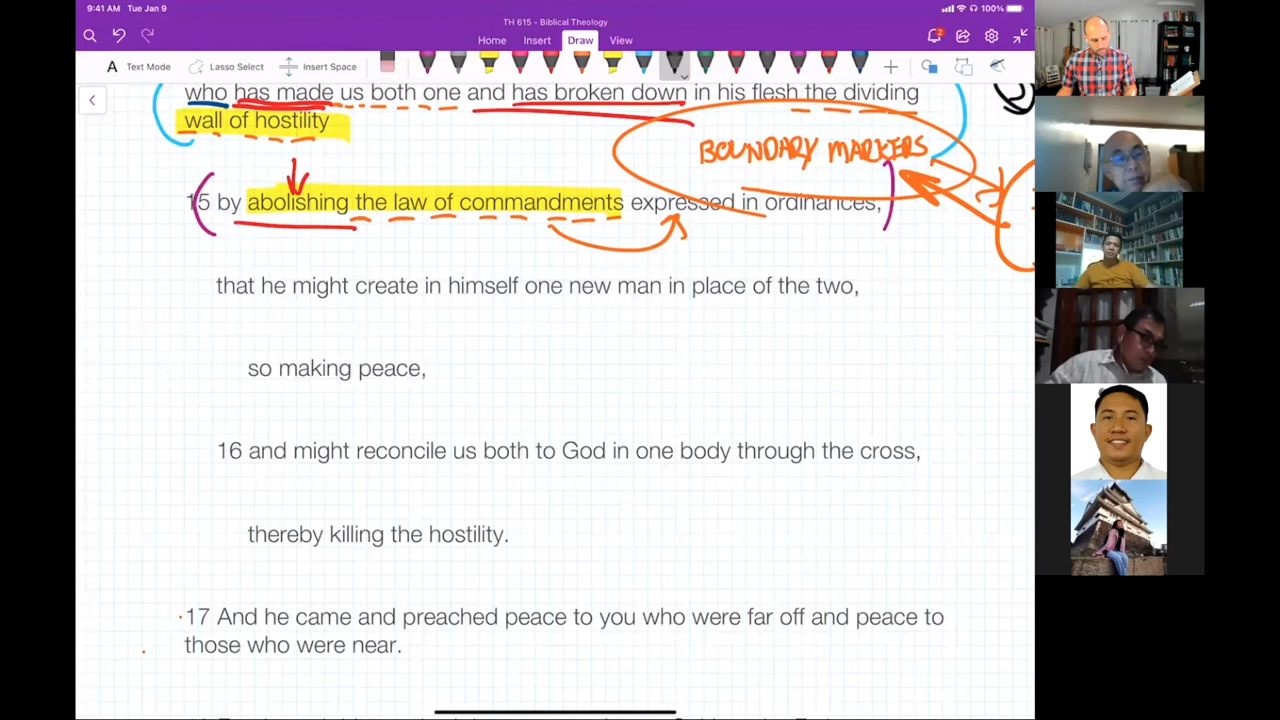 9:41 AM Tue Jan 9
100%
TH 615 - Biblical Theology
Home Insert Draw View
2
A Text Mode Lasso Select Insert Space
who has made us both one and has broken down in his flesh the dividing
wall of hostility
BOUNDARY MARKERS
15 by abolishing the law of commandments expressed in ordinances,
that he might create in himself one new man in place of the two,
so making peace,
16 and might reconcile us both to God in one body through the cross,
thereby killing the hostility.
17 And he came and preached peace to you who were far off and peace to
those who were near.